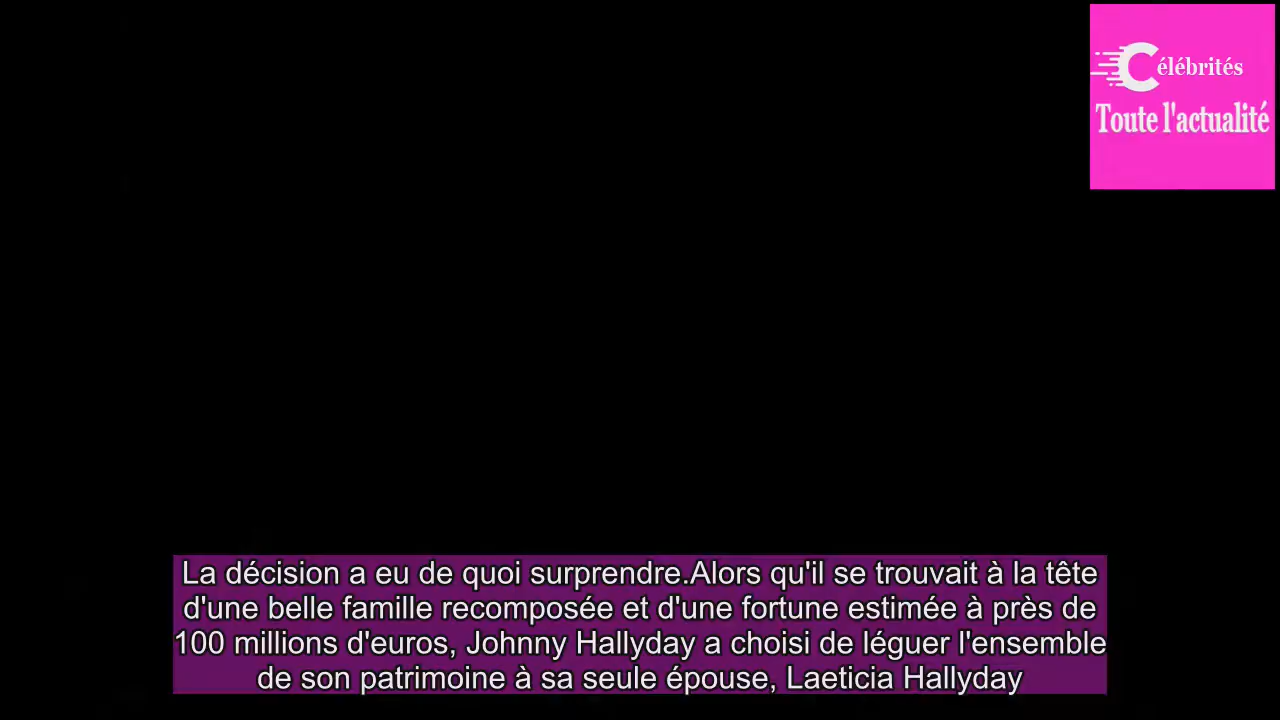 Célébrités
Toute l'actualité
La décision a eu de quoi surprendre.Alors qu'il se trouvait à la tête
d'une belle famille recomposée et d'une fortune estimée à près de
100 millions d'euros, Johnny Hallyday a choisi de léguer l'ensemble
de son patrimoine à sa seule épouse, Laeticia Hallyday